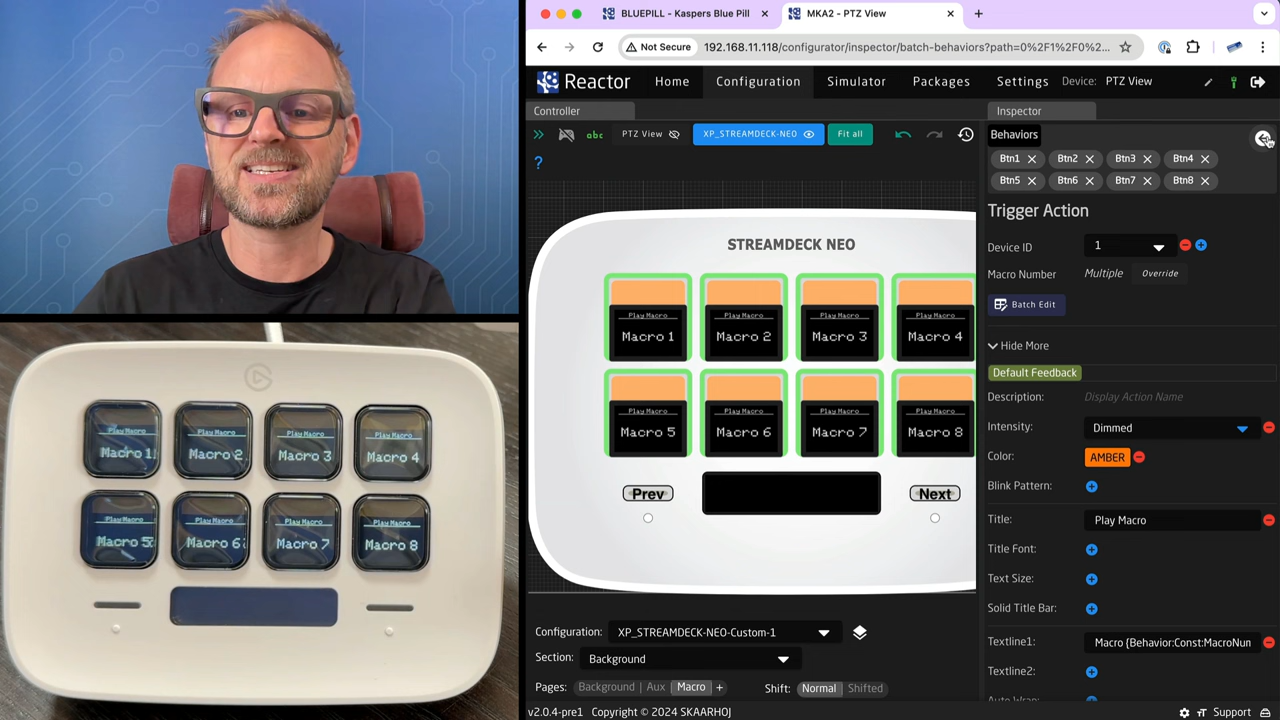 BLUEPILL - Kaspers Blue Pill
MKA2 - PTZ View
Not Secure
192.168.11.118/configurator/inspector/batch-behaviors?path=0%2F1%2F0%2...
Reactor
Home
Configuration
Simulator
Packages
Settings
Device:
PTZ View
Controller
Inspector
abc
PTZ View
XP_STREAMDECK-NEO
Fit all
?
Behaviors
Btn1 Btn2 Btn3 Btn4
Btn5 Btn6 Btn7 Btn8
Trigger Action
Device ID 1
Macro Number Multiple Override
Batch Edit
Hide More
Default Feedback
Description: Display Action Name
Intensity: Dimmed
Color: AMBER
Blink Pattern:
Title: Play Macro
Title Font:
Text Size:
Solid Title Bar:
Textline1: Macro {Behavior:Const:MacroNun
Textline2:
STREAMDECK NEO
Play Macro Play Macro Play Macro Play Macro
Macro 1 Macro 2 Macro 3 Macro 4
Play Macro Play Macro Play Macro Play Macro
Macro 5 Macro 6 Macro 7 Macro 8
Prev
Next
Configuration: XP_STREAMDECK-NEO-Custom-1
Section: Background
Pages: Background | Aux Macro +
Shift: Normal Shifted
v2.0.4-pre1 Copyright © 2024 SKAARHOJ
Support
Play Macro Play Macro Play Macro Play Macro
Macro 1 Macro 2 Macro 3 Macro 4
Play Macro Play Macro Play Macro Play Macro
Macro 5 Macro 6 Macro 7 Macro 8